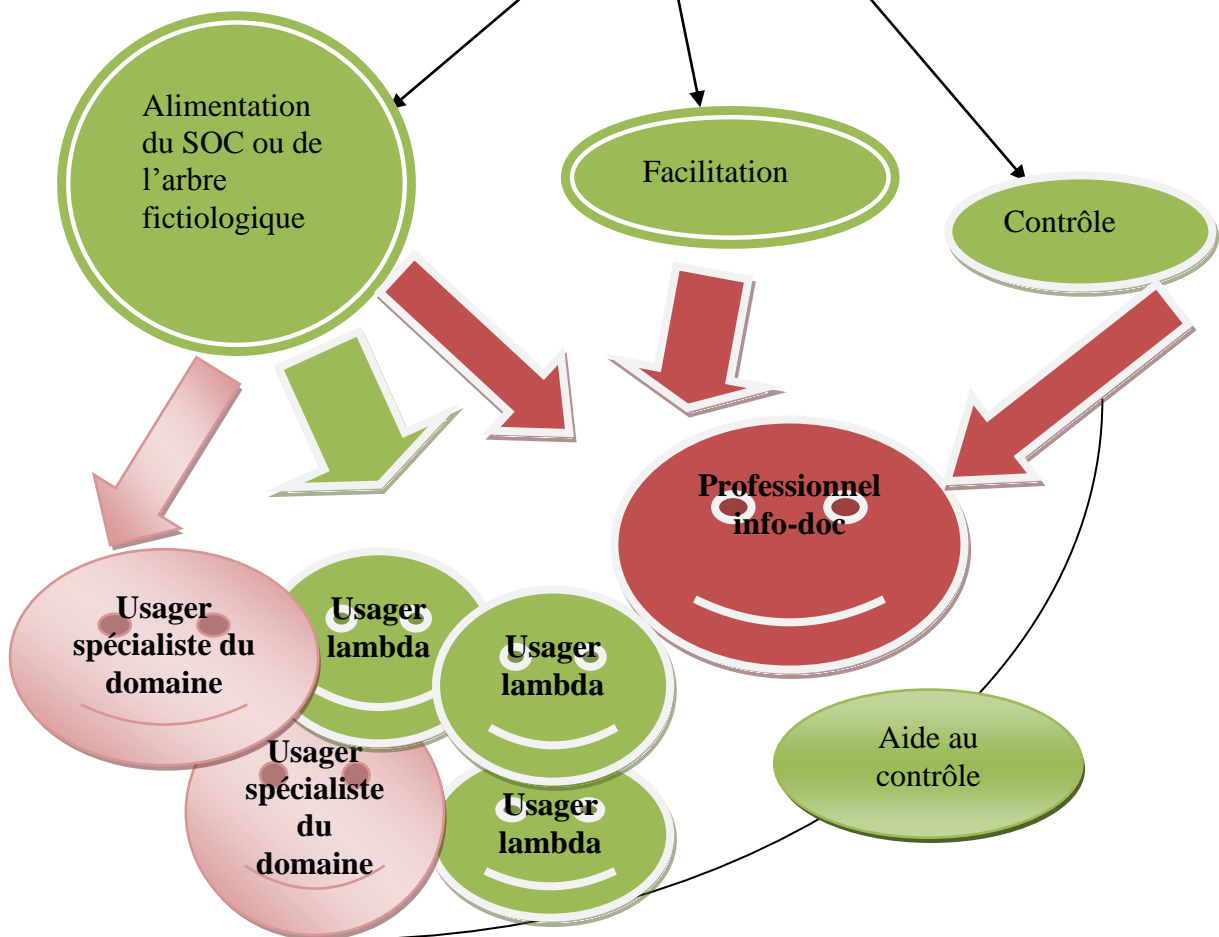 Alimentation
du SOC ou de
l’arbre
fictiologique
Facilitation
Contrôle
Professionnel
info-doc
Usager
spécialiste du
domaine
Usager
lambda
Usager
lambda
Usager
spécialiste
du
domaine
Usager
lambda
Aide au
contrôle